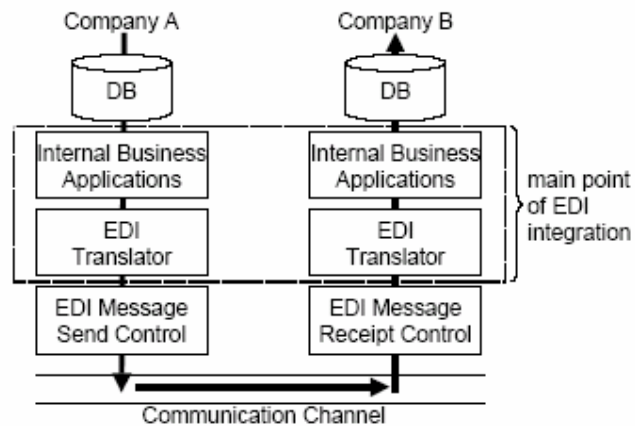 Company A
Company B
DB
DB
Internal Business
Applications
Internal Business
Applications
main point
of EDI
integration
EDI
Translator
EDI
Translator
EDI Message
Send Control
EDI Message
Receipt Control
Communication Channel